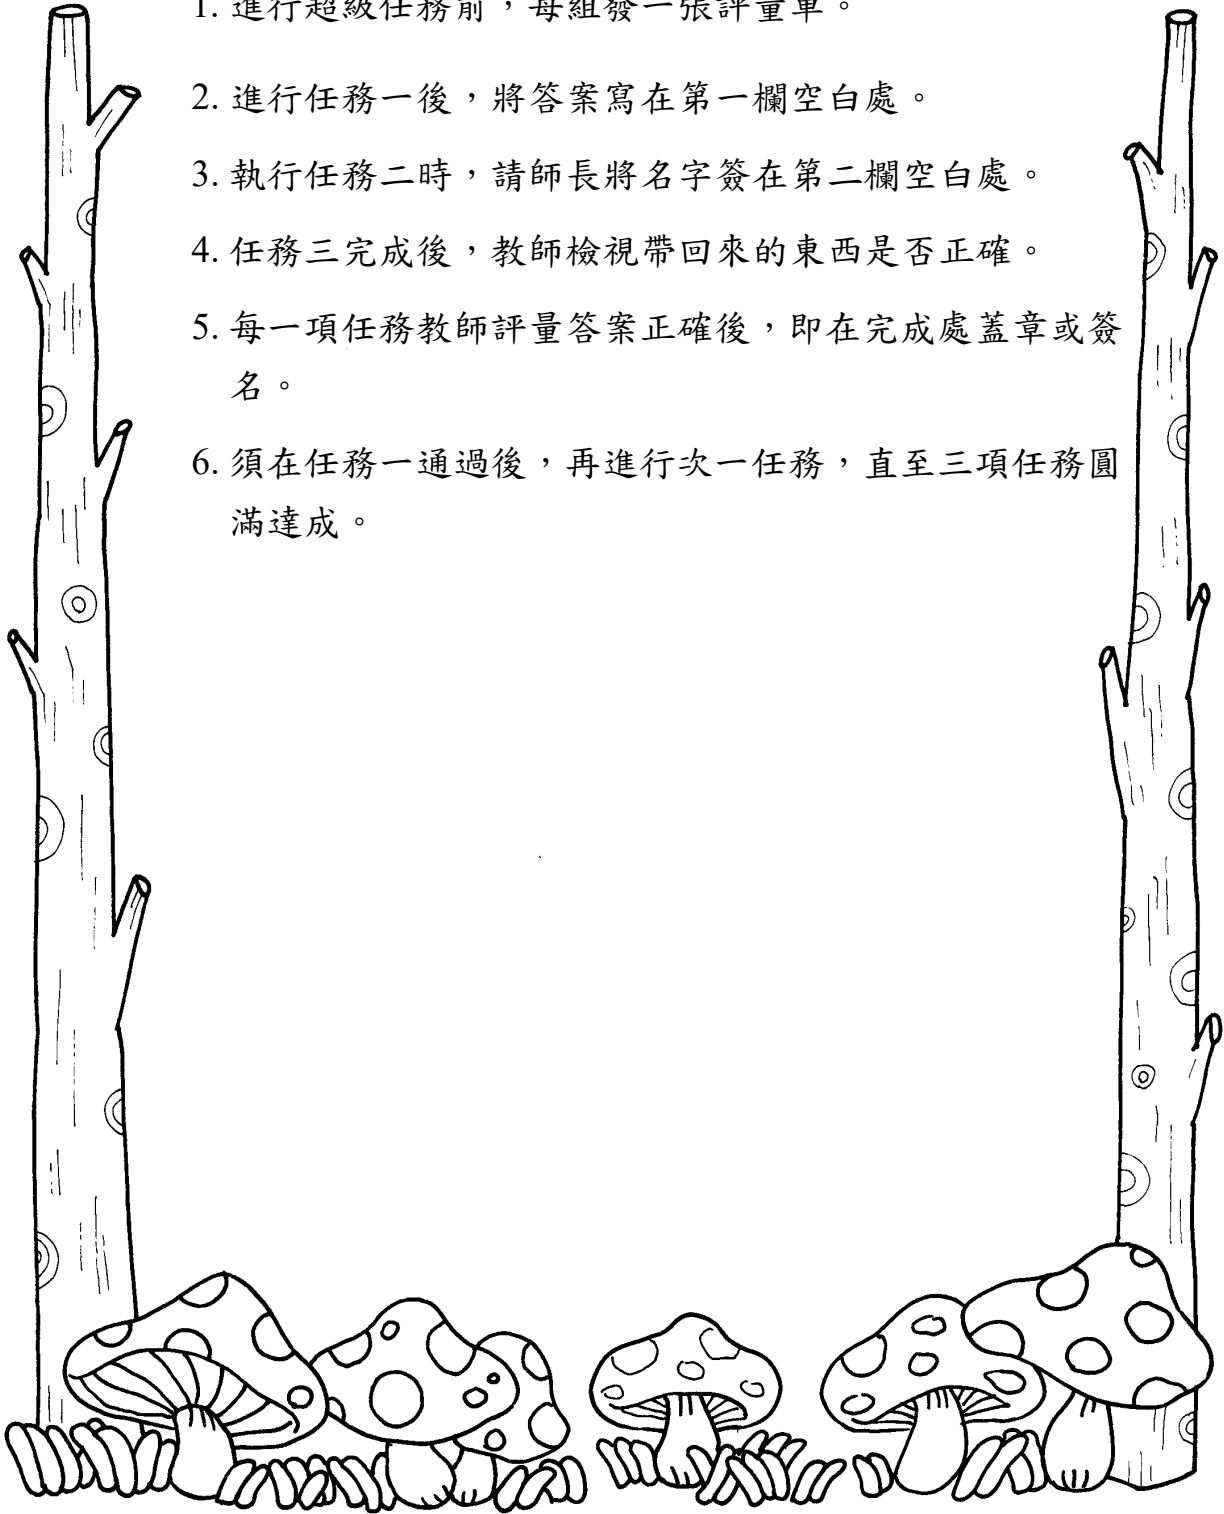 1. 進行超級任務前，每組發一張評量單。
2. 進行任務一後，將答案寫在第一欄空白處。
3. 執行任務二時，請師長將名字簽在第二欄空白處。
4. 任務三完成後，教師檢視帶回來的東西是否正確。
5. 每一項任務教師評量答案正確後，即在完成處蓋章或簽
名。
6. 須在任務一通過後，再進行次一任務，直至三項任務圓
滿達成。